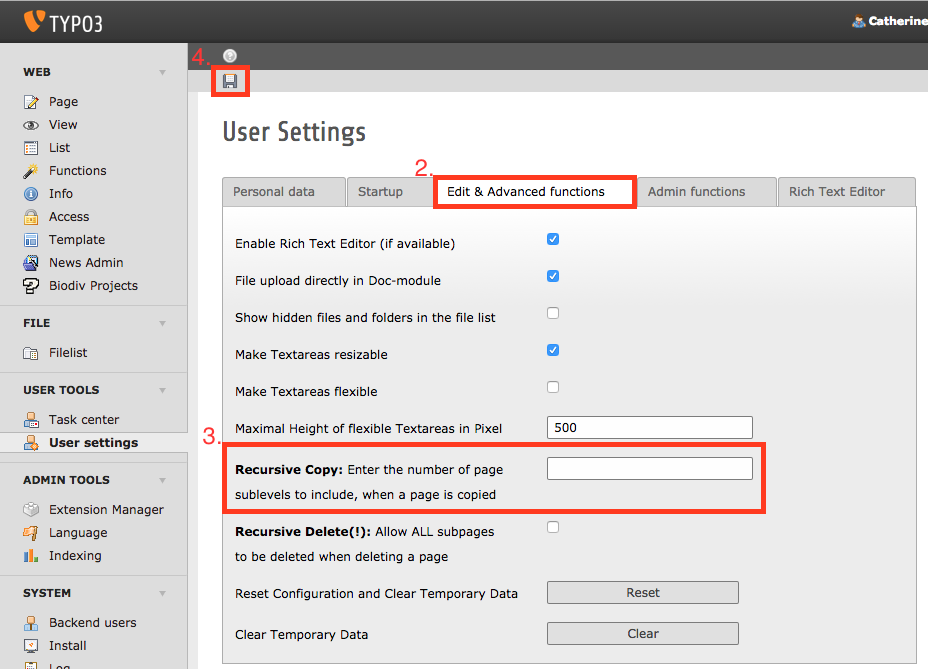 TYPO3
Catherine
4.
WEB
Page
View
List
Functions
Info
Access
Template
News Admin
Biodiv Projects
FILE
Filelist
USER TOOLS
Task center
User settings
ADMIN TOOLS
Extension Manager
Language
Indexing
SYSTEM
Backend users
Install
Log
User Settings
2.
Personal data
Startup
Edit & Advanced functions
Admin functions
Rich Text Editor
Enable Rich Text Editor (if available)
File upload directly in Doc-module
Show hidden files and folders in the file list
Make Textareas resizable
Make Textareas flexible
Maximal Height of flexible Textareas in Pixel
500
3.
Recursive Copy: Enter the number of page
sublevels to include, when a page is copied
Recursive Delete(!): Allow ALL subpages
to be deleted when deleting a page
Reset Configuration and Clear Temporary Data
Reset
Clear Temporary Data
Clear